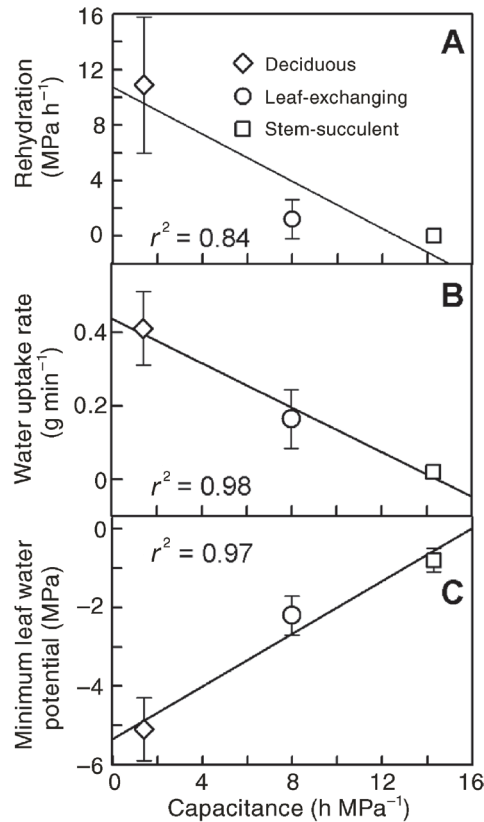 16
A
12
8
4
0
Rehydration
(MPa h⁻¹)
Deciduous
Leaf-exchanging
Stem-succulent
r² = 0.84
B
0.4
0.2
0
Water uptake rate
(g min⁻¹)
r² = 0.98
0
−2
−4
−6
Minimum leaf water
potential (MPa)
r² = 0.97
C
0 4 8 12 16
Capacitance (h MPa⁻¹)